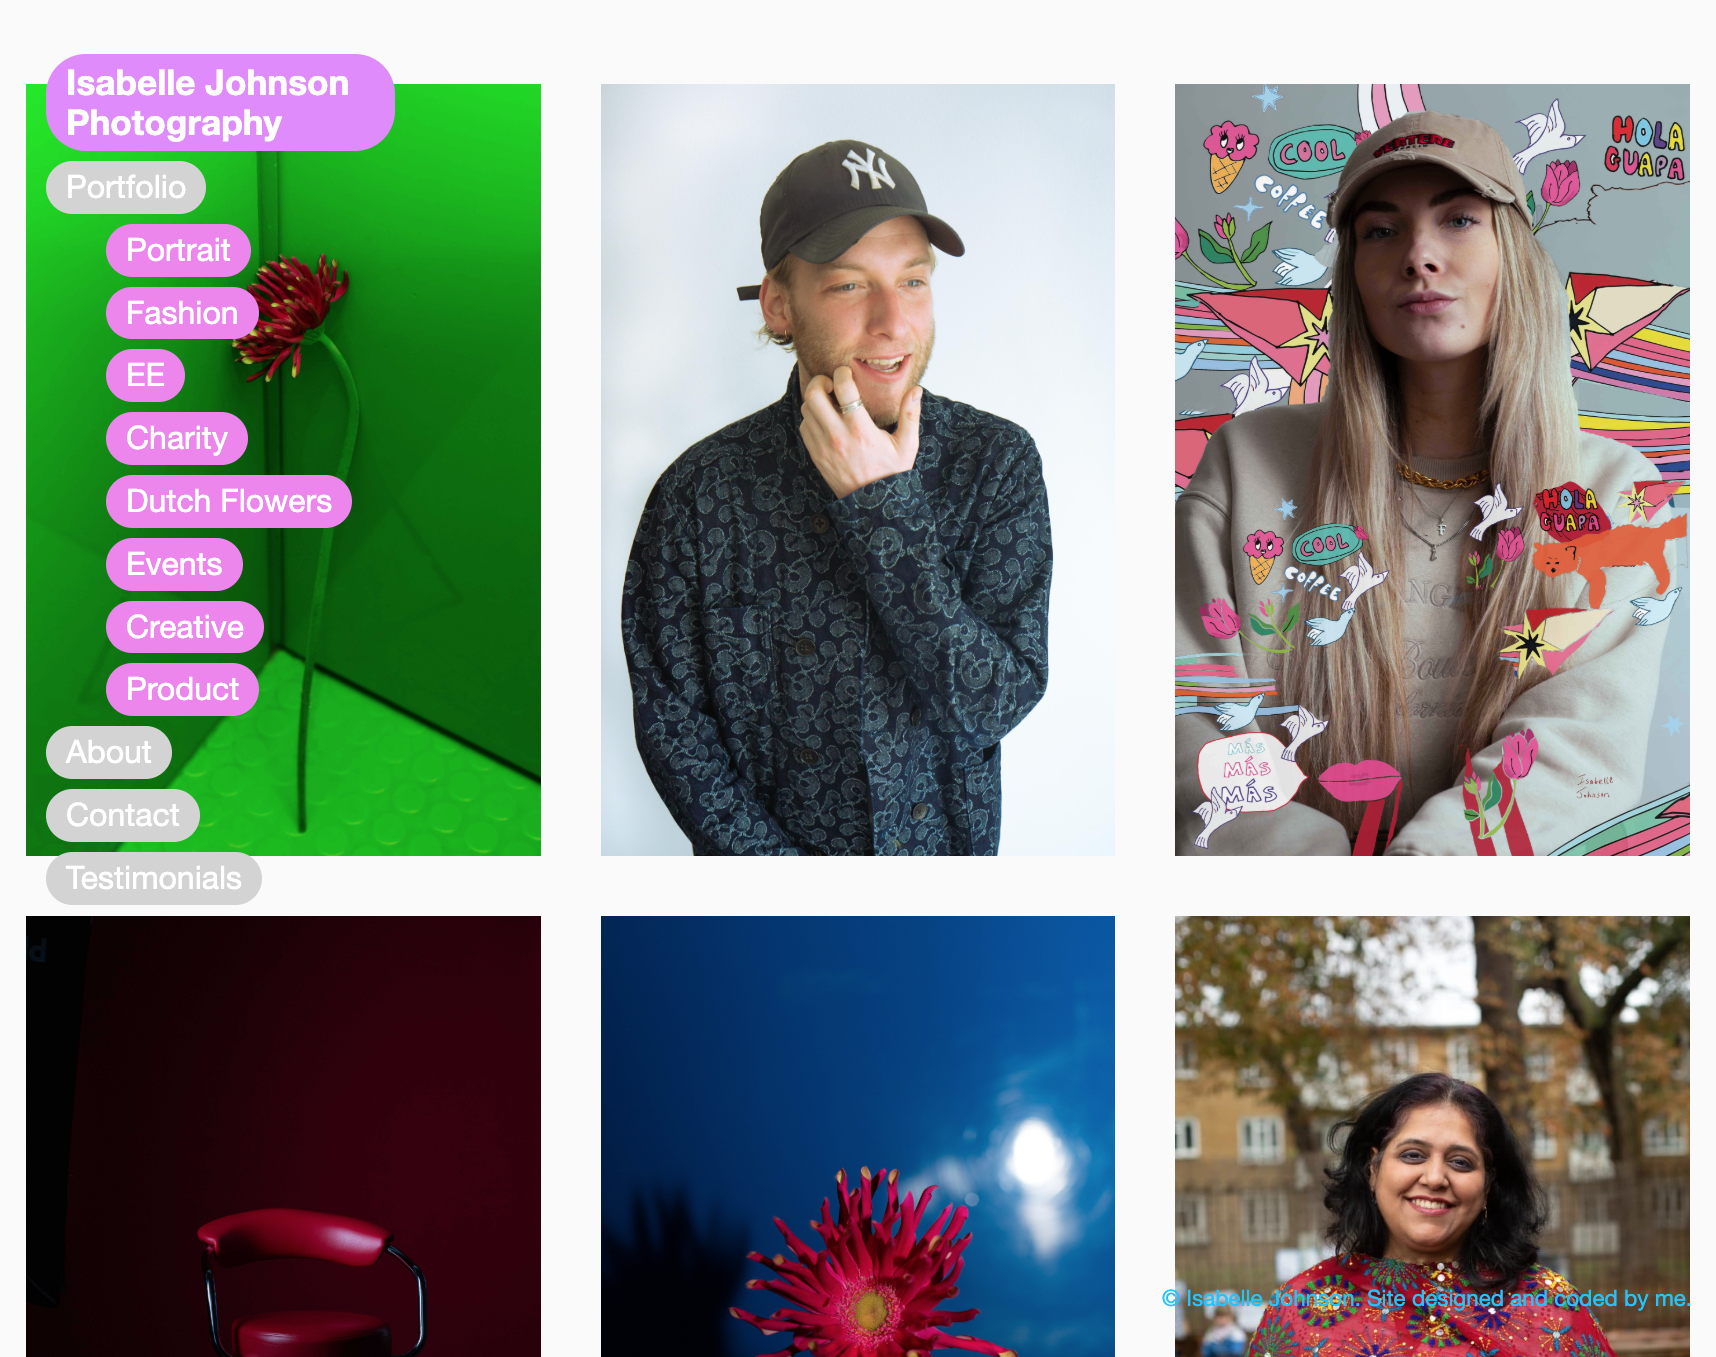 Isabelle Johnson
Photography
Portfolio
Portrait
Fashion
EE
Charity
Dutch Flowers
Events
Creative
Product
About
Contact
Testimonials
NY
COOL
COFFEE
HOLA
GUAPA
HOLA
GUAPA
COOL
COFFEE
MÁS
MÁS
MÁS
Isabelle
Johnson
© Isabelle Johnson. Site designed and coded by me.